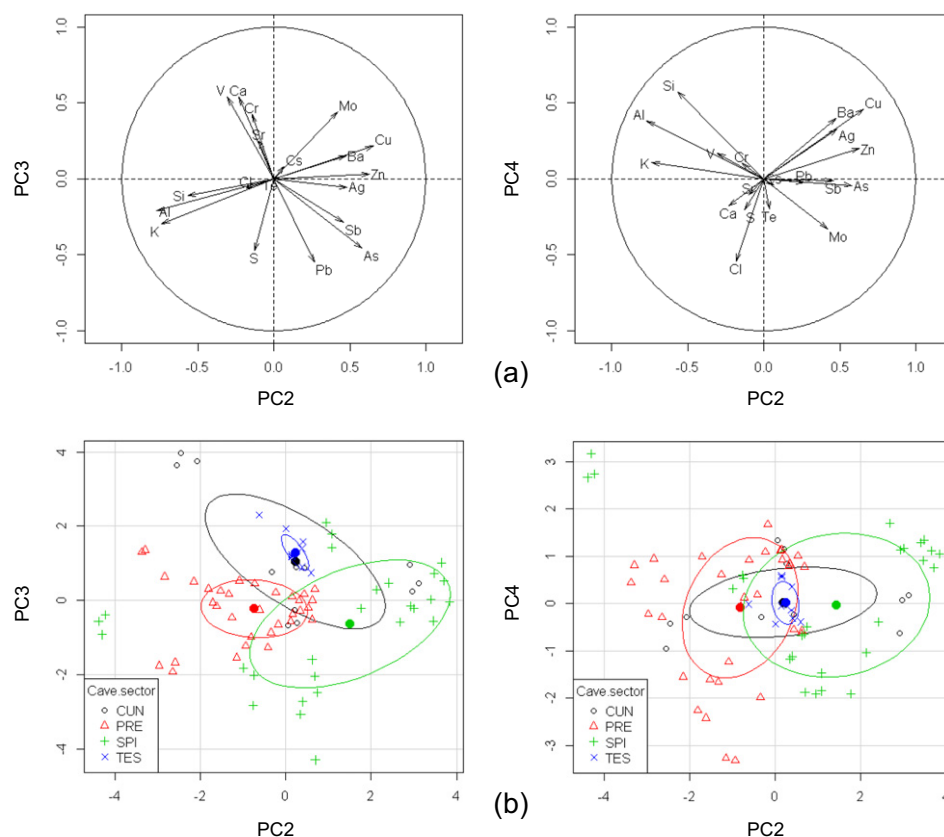 1.0
0.5
0.0
-0.5
-1.0
PC3
V Ca
Cr
Sr
Mo
Cu
Ba
Cs
Zn
Ag
Cl
Te
Si
Al
K
Sb
As
S
Pb
-1.0 -0.5 0.0 0.5 1.0
PC2
1.0
0.5
0.0
-0.5
-1.0
PC4
Si
Al
K
V
Cr
Ba
Cu
Ag
Zn
Pb
Sb
As
Ca
S
Te
Mo
Cl
-1.0 -0.5 0.0 0.5 1.0
PC2
(a)
4
2
0
-2
-4
PC3
Cave.sector
CUN
PRE
SPI
TES
-4 -2 0 2 4
PC2
3
2
1
0
-1
-2
-3
PC4
Cave.sector
CUN
PRE
SPI
TES
-4 -2 0 2 4
PC2
(b)